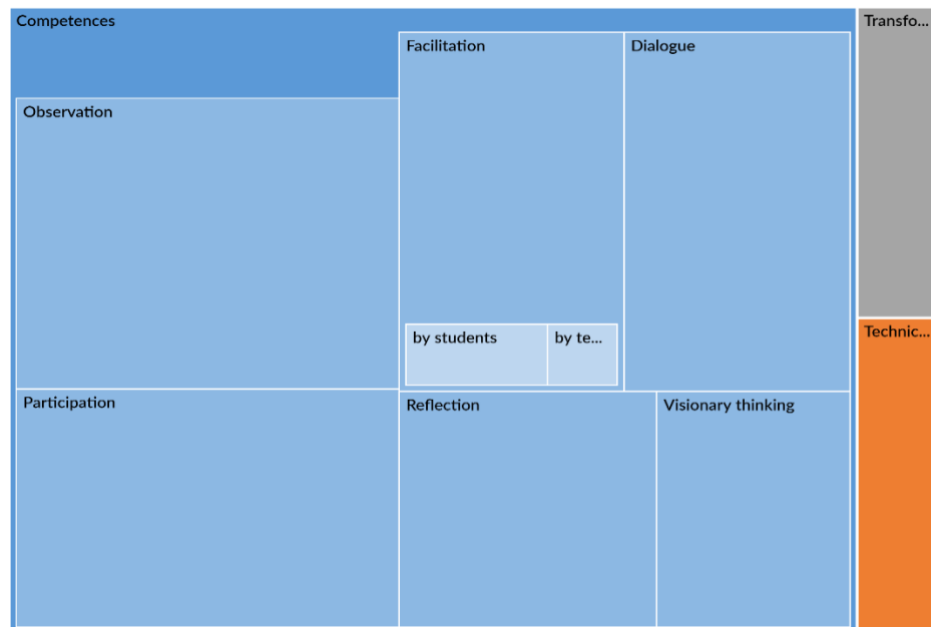 Competences
Transfo...
Facilitation
Dialogue
Observation
by students
by te...
Technic...
Participation
Reflection
Visionary thinking